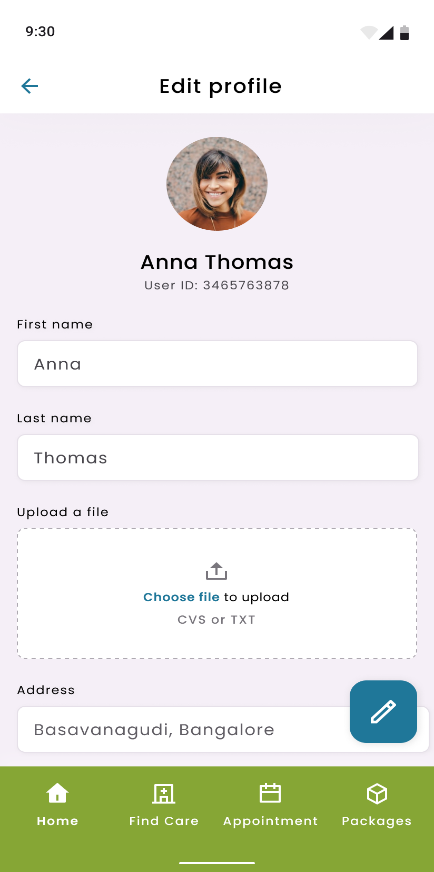 9:30
Edit profile
Anna Thomas
User ID: 3465763878
First name
Anna
Last name
Thomas
Upload a file
Choose file to upload
CVS or TXT
Address
Basavanagudi, Bangalore
Home Find Care Appointment Packages